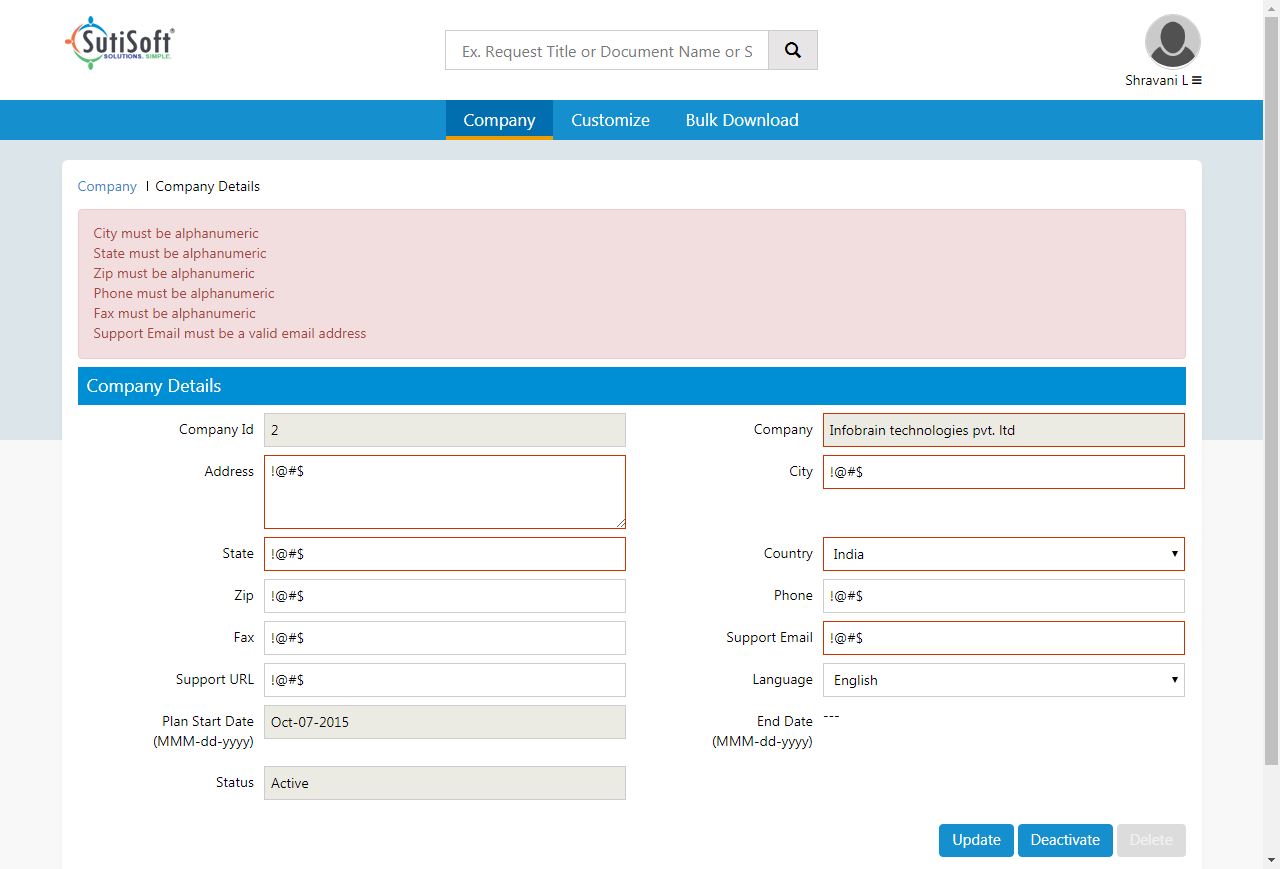 SutiSoft®
SOLUTIONS. SIMPLE.
Ex. Request Title or Document Name or S
Shravani L
Company Customize Bulk Download
Company I Company Details
City must be alphanumeric
State must be alphanumeric
Zip must be alphanumeric
Phone must be alphanumeric
Fax must be alphanumeric
Support Email must be a valid email address
Company Details
Company Id 2 Company Infobrain technologies pvt. ltd
Address !@#$ City !@#$
State !@#$ Country India
Zip !@#$ Phone !@#$
Fax !@#$ Support Email !@#$
Support URL !@#$ Language English
Plan Start Date Oct-07-2015 End Date ---
(MMM-dd-yyyy) (MMM-dd-yyyy)
Status Active
Update Deactivate Delete